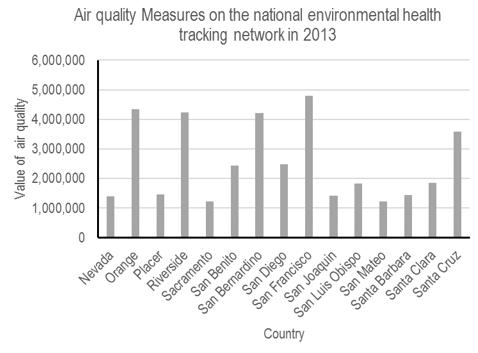 Air quality Measures on the national environmental health
tracking network in 2013
Value of air quality
6,000,000
5,000,000
4,000,000
3,000,000
2,000,000
1,000,000
0
Nevada
Orange
Placer
Riverside
Sacramento
San Benito
San Bernardino
San Diego
San Francisco
San Joaquin
San Luis Obispo
San Mateo
Santa Barbara
Santa Clara
Santa Cruz
Country